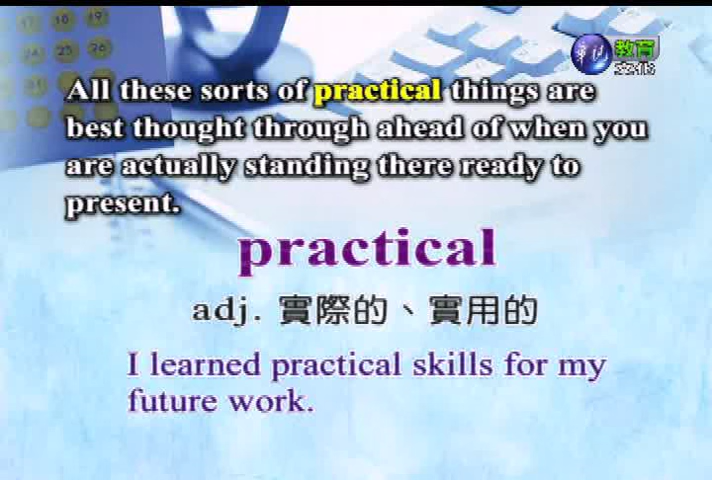 華視 教育
All these sorts of practical things are
best thought through ahead of when you
are actually standing there ready to
present.
practical
adj. 實際的、實用的
I learned practical skills for my
future work.